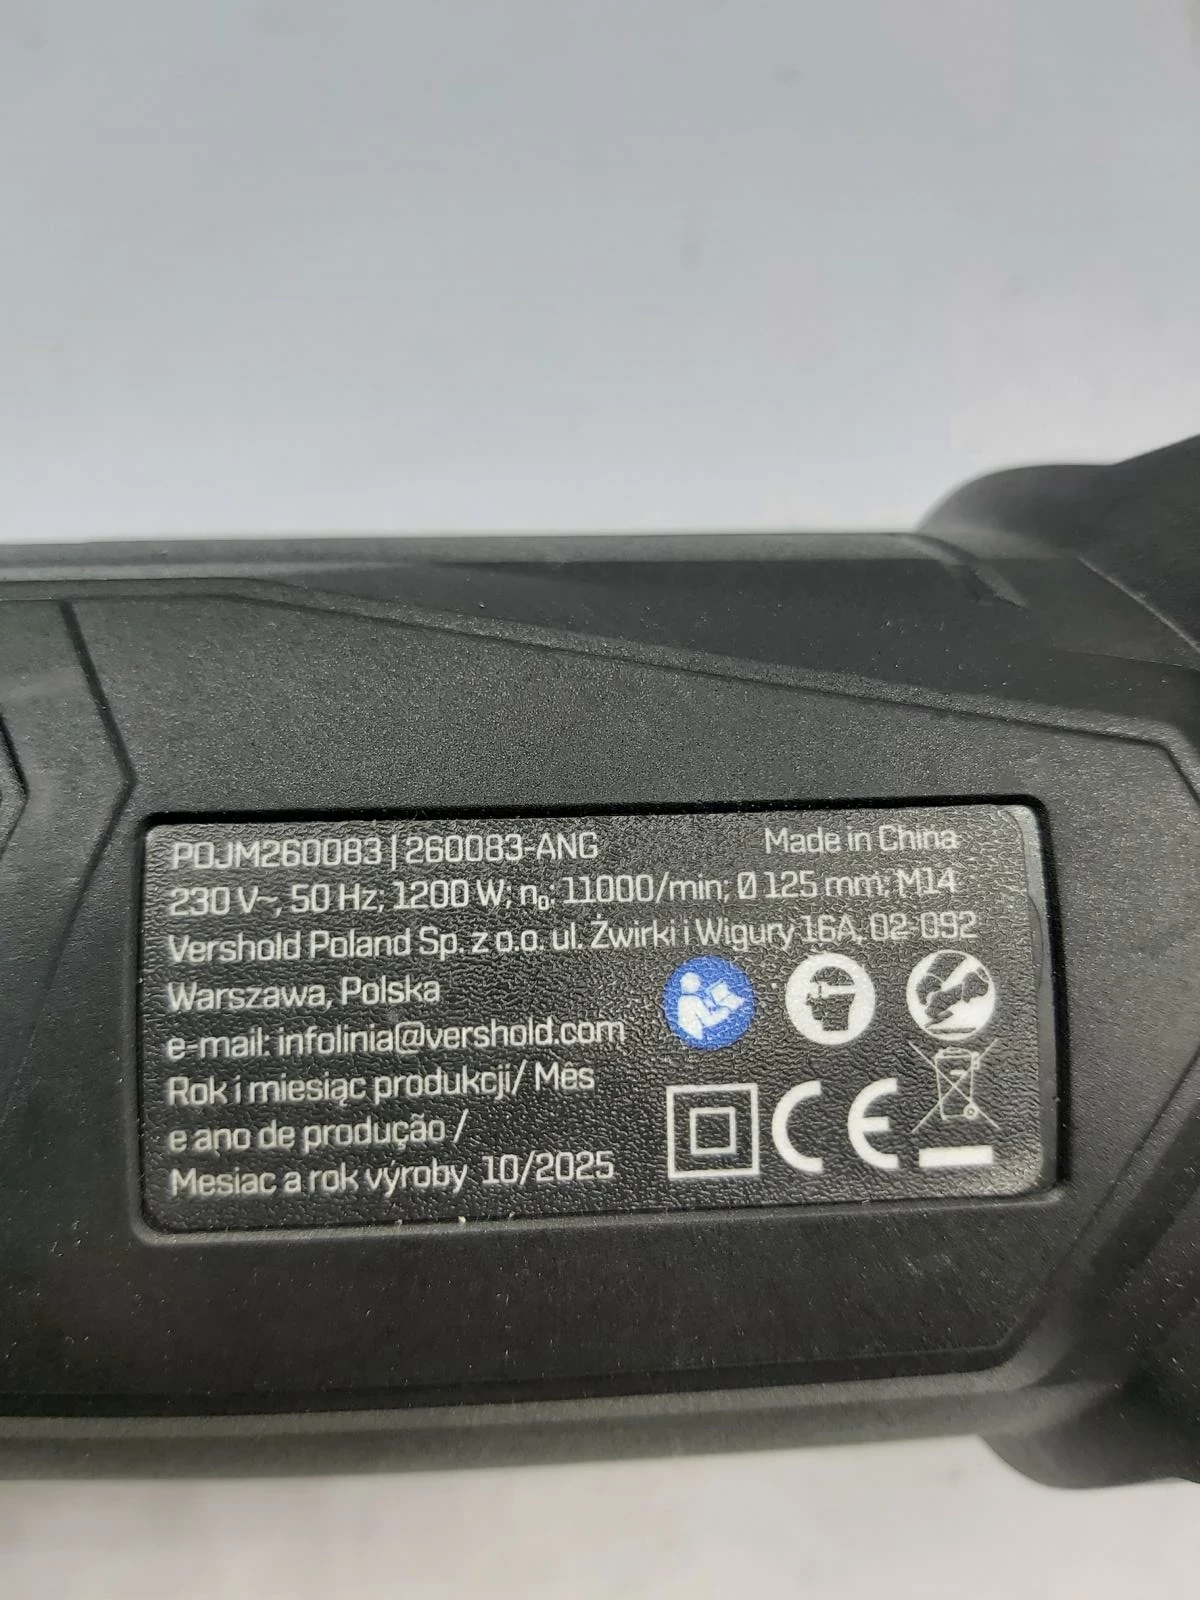 POJM260083 | 260083-ANG Made in China
230 V~, 50 Hz; 1200 W; n₀: 11000/min; Ø 125 mm; M14
Vershold Poland Sp. z o.o. ul. Żwirki i Wigury 16A, 02-092
Warszawa, Polska
e-mail: infolinia@vershold.com
Rok i miesiąc produkcji/ Mês
e ano de produção /
Mesiac a rok výroby 10/2025
CE